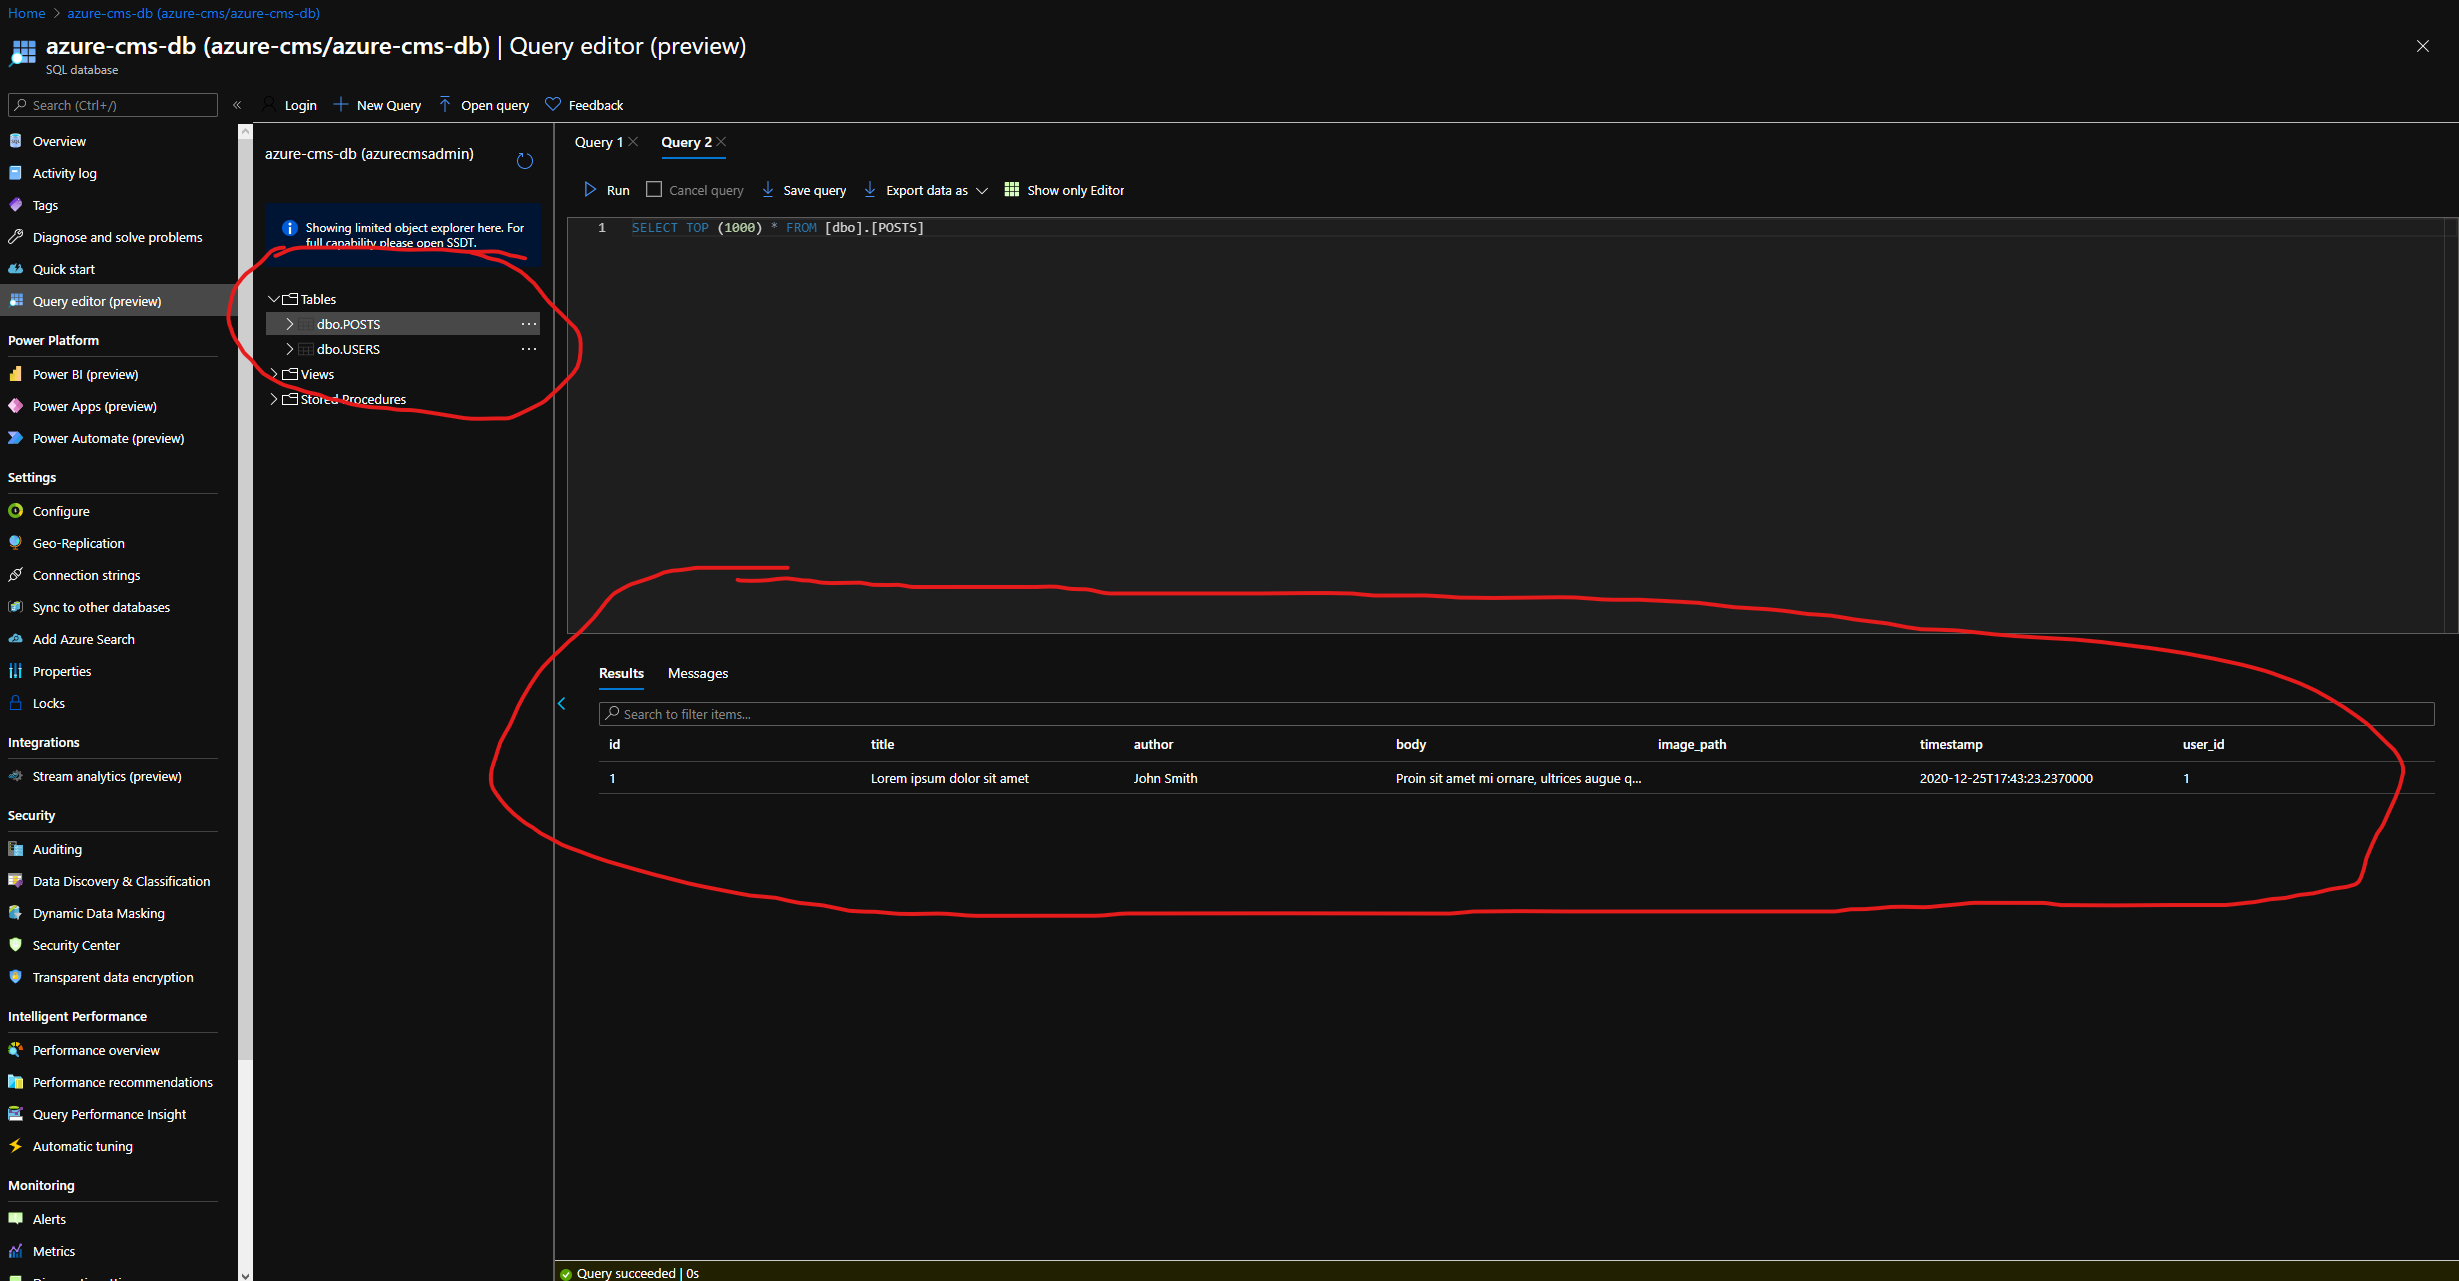 Home > azure-cms-db (azure-cms/azure-cms-db)
azure-cms-db (azure-cms/azure-cms-db) | Query editor (preview)
SQL database
Search (Ctrl+/)
«
Overview
Activity log
Tags
Diagnose and solve problems
Quick start
Query editor (preview)
Power Platform
Power BI (preview)
Power Apps (preview)
Power Automate (preview)
Settings
Configure
Geo-Replication
Connection strings
Sync to other databases
Add Azure Search
Properties
Locks
Integrations
Stream analytics (preview)
Security
Auditing
Data Discovery & Classification
Dynamic Data Masking
Security Center
Transparent data encryption
Intelligent Performance
Performance overview
Performance recommendations
Query Performance Insight
Automatic tuning
Monitoring
Alerts
Metrics
Login New Query Open query Feedback
azure-cms-db (azurecmsadmin)
Showing limited object explorer here. For
full capability please open SSDT.
Tables
dbo.POSTS ...
dbo.USERS ...
Views
Stored Procedures
Query 1 Query 2
Run Cancel query Save query Export data as Show only Editor
1 SELECT TOP (1000) * FROM [dbo].[POSTS]
Results Messages
Search to filter items...
id title author body image_path timestamp user_id
1 Lorem ipsum dolor sit amet John Smith Proin sit amet mi ornare, ultrices augue q... 2020-12-25T17:43:23.2370000 1
Query succeeded | 0s